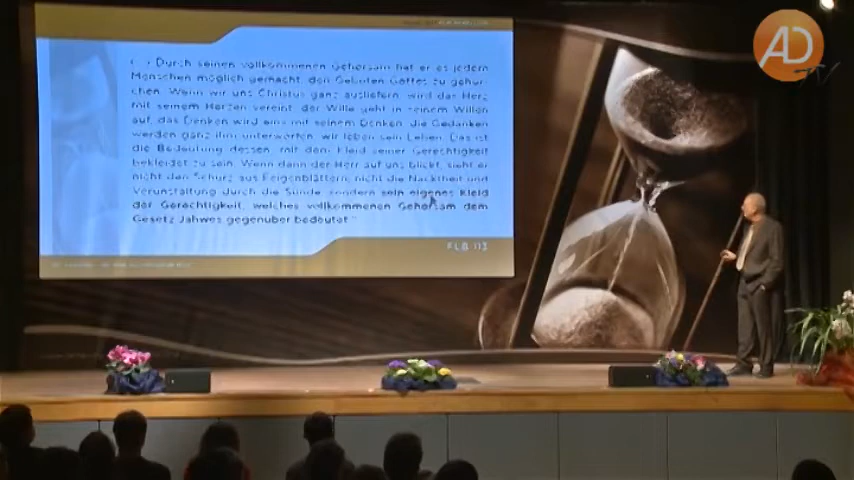 Durch seinen vollkommenen Gehorsam hat er es jedem
Menschen möglich gemacht, den Geboten Gottes zu gehor-
chen. Wenn wir uns Christus ganz ausliefern, wird das Herz
mit seinem Herzen vereint, der Wille geht in seinem Willen
auf, das Denken wird eins mit seinem Denken, die Gedanken
werden ganz ihm unterworfen, wir leben sein Leben. Das ist
die Bedeutung dessen, mit dem Kleid seiner Gerechtigkeit
bekleidet zu sein. Wenn dann der Herr auf uns blickt, sieht er
nicht den Schurz aus Feigenblättern, nicht die Nacktheit und
Verunstaltung durch die Sünde, sondern sein eigenes Kleid
der Gerechtigkeit, welches vollkommenen Gehorsam dem
Gesetz Jahwes gegenüber bedeutet."
FLB 113
AD
TV